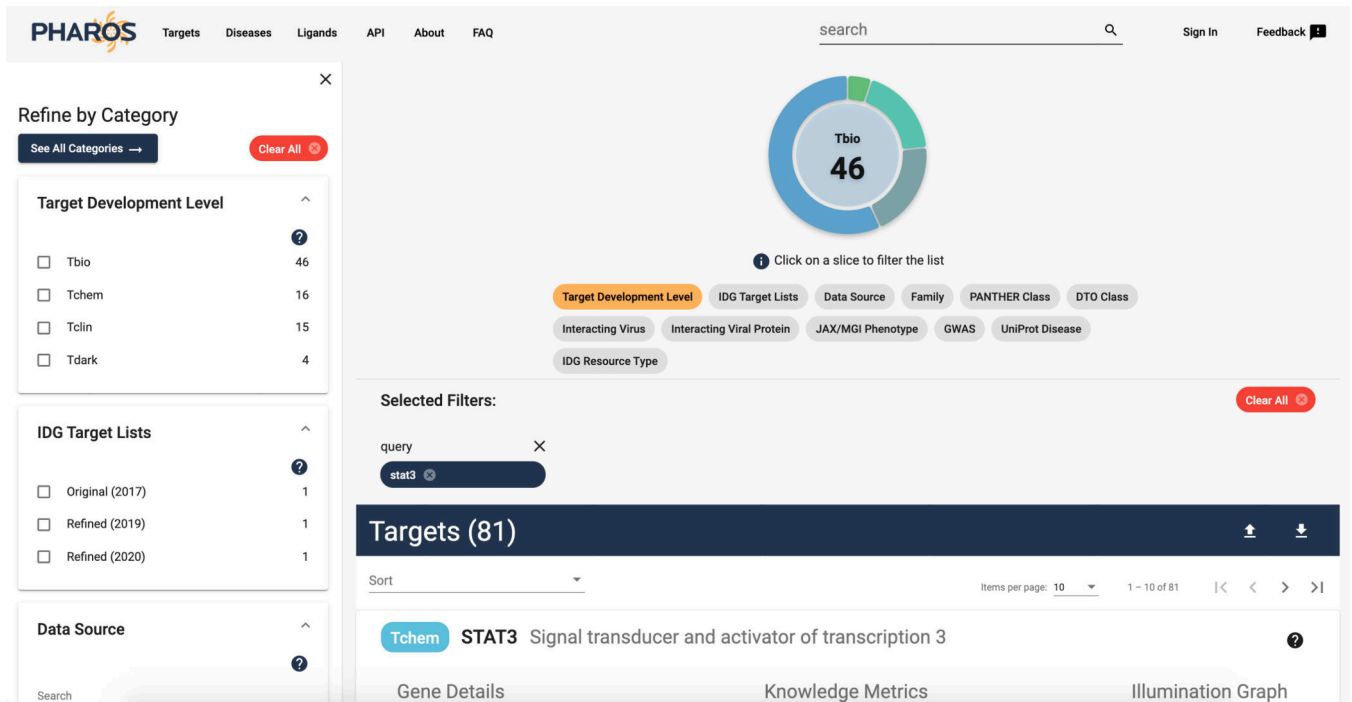 PHAROS Targets Diseases Ligands API About FAQ search Sign In Feedback
Refine by Category
See All Categories → Clear All
Target Development Level
Tbio 46
Tchem 16
Tclin 15
Tdark 4
IDG Target Lists
Original (2017) 1
Refined (2019) 1
Refined (2020) 1
Data Source
Search
Tbio
46
Click on a slice to filter the list
Target Development Level IDG Target Lists Data Source Family PANTHER Class DTO Class
Interacting Virus Interacting Viral Protein JAX/MGI Phenotype GWAS UniProt Disease
IDG Resource Type
Selected Filters: Clear All
query
stat3
Targets (81)
Sort Items per page: 10 1 – 10 of 81
Tchem STAT3 Signal transducer and activator of transcription 3
Gene Details Knowledge Metrics Illumination Graph